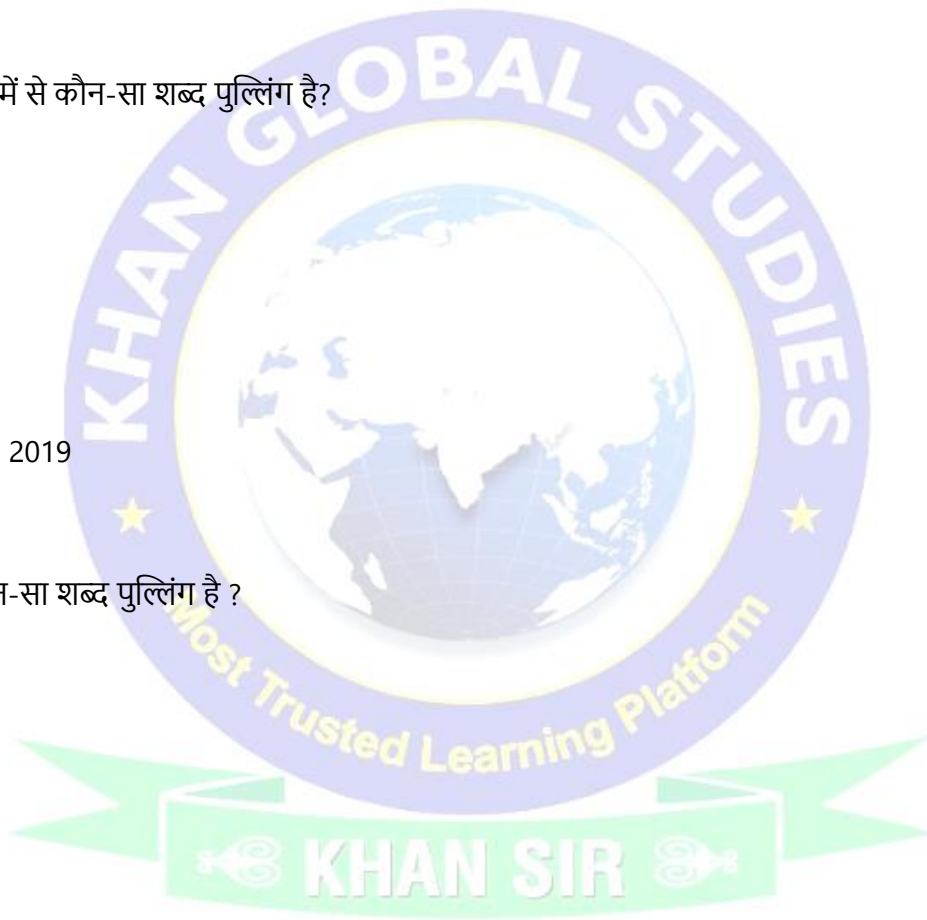 में से कौन-सा शब्द पुल्लिंग है?
2019
न-सा शब्द पुल्लिंग है ?
KHAN GLOBAL STUDIES
Most Trusted Learning Platform
KHAN SIR